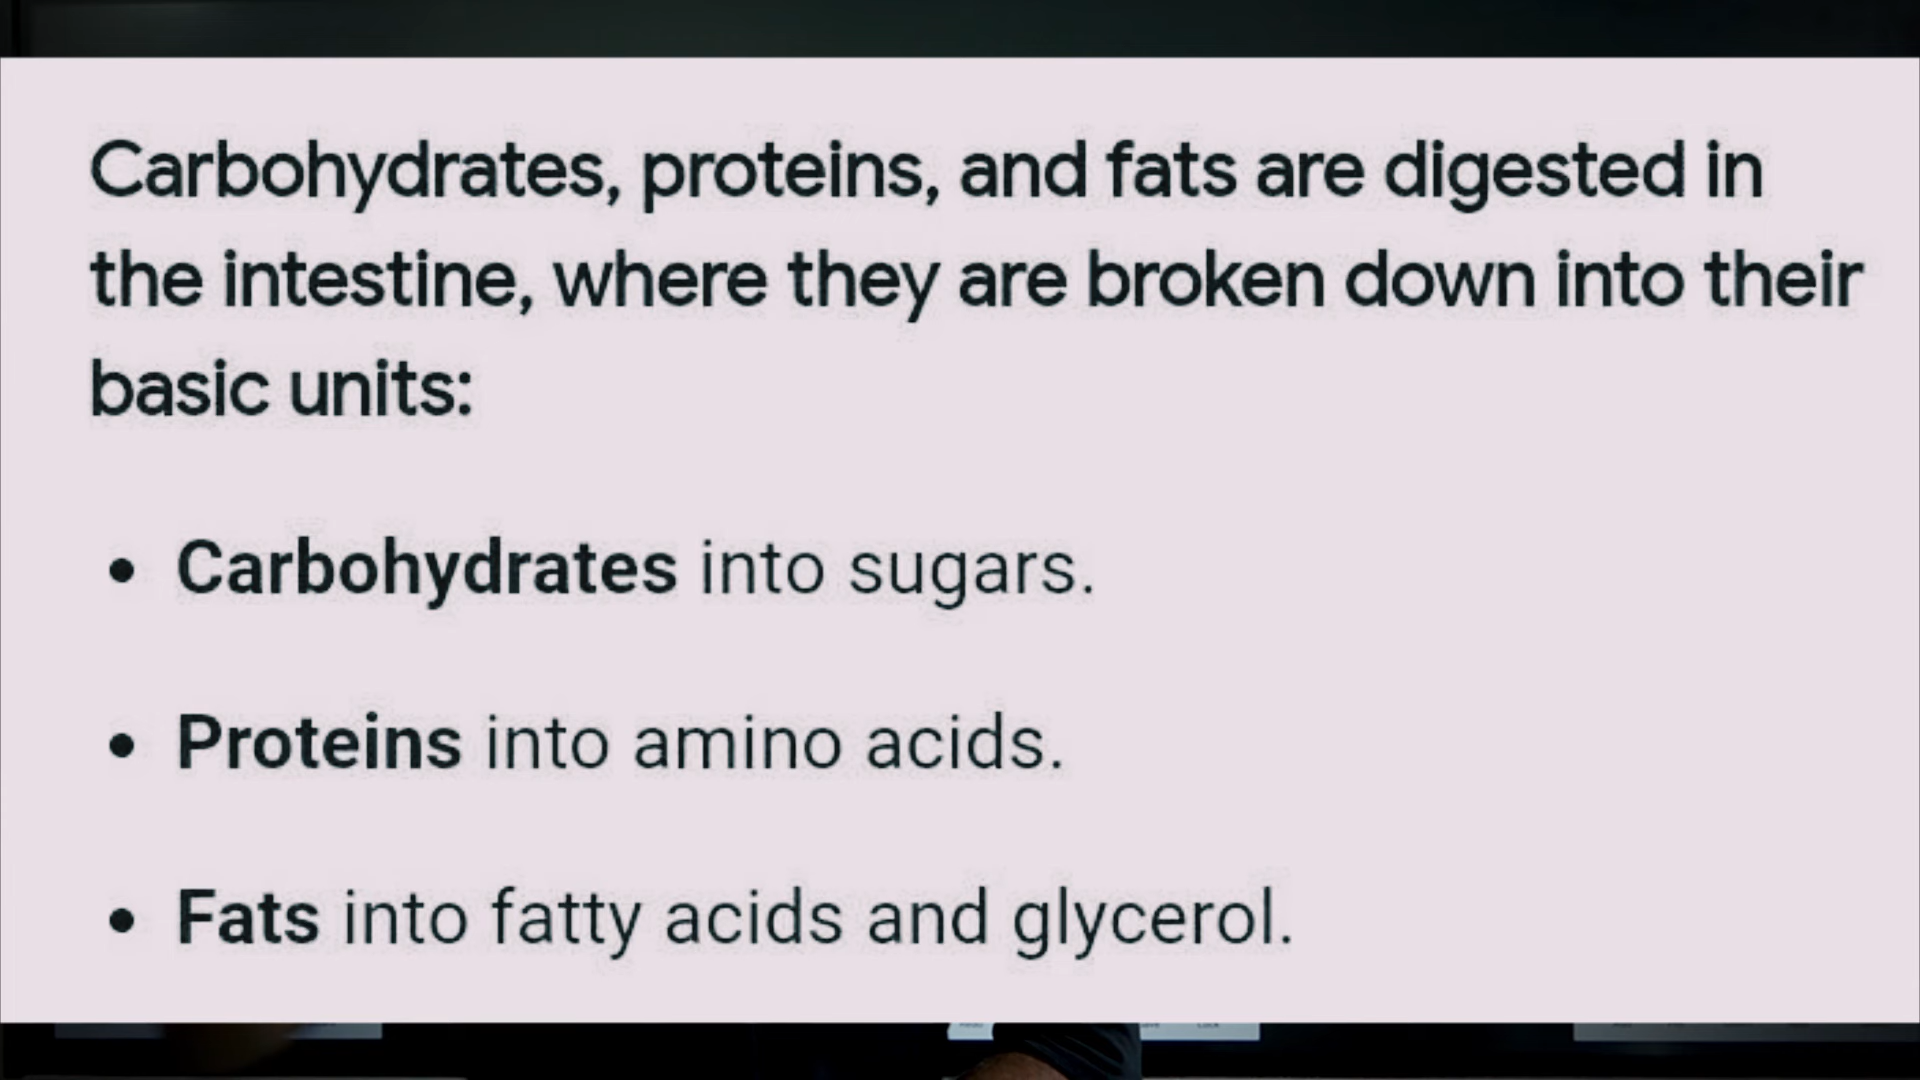 Carbohydrates, proteins, and fats are digested in
the intestine, where they are broken down into their
basic units:
• Carbohydrates into sugars.
• Proteins into amino acids.
• Fats into fatty acids and glycerol.